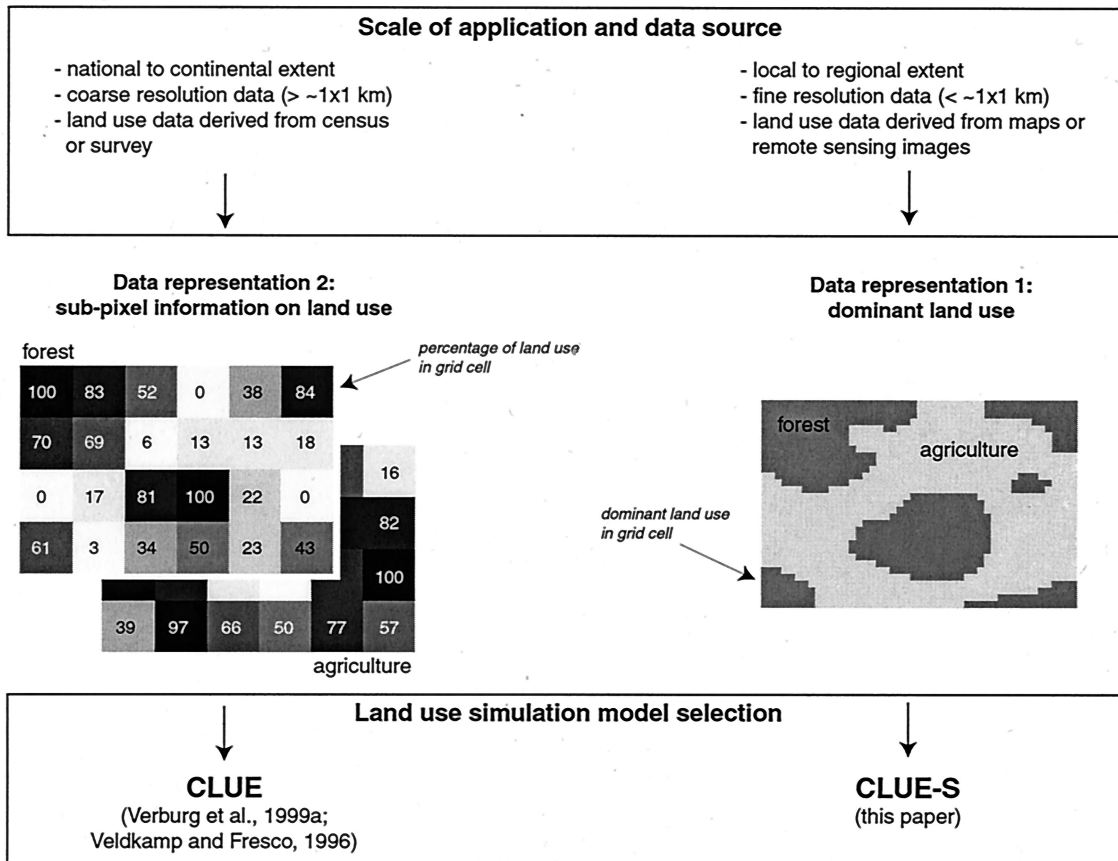 Scale of application and data source
- national to continental extent
- coarse resolution data (> ~1x1 km)
- land use data derived from census
or survey
- local to regional extent
- fine resolution data (< ~1x1 km)
- land use data derived from maps or
remote sensing images
Data representation 2:
sub-pixel information on land use
forest
percentage of land use
in grid cell
100 83 52 0 38 84
70 69 6 13 13 18
0 17 81 100 22 0
61 3 34 50 23 43
16
82
100
39 97 66 50 77 57
agriculture
Data representation 1:
dominant land use
forest
agriculture
dominant land use
in grid cell
Land use simulation model selection
CLUE
(Verburg et al., 1999a;
Veldkamp and Fresco, 1996)
CLUE-S
(this paper)